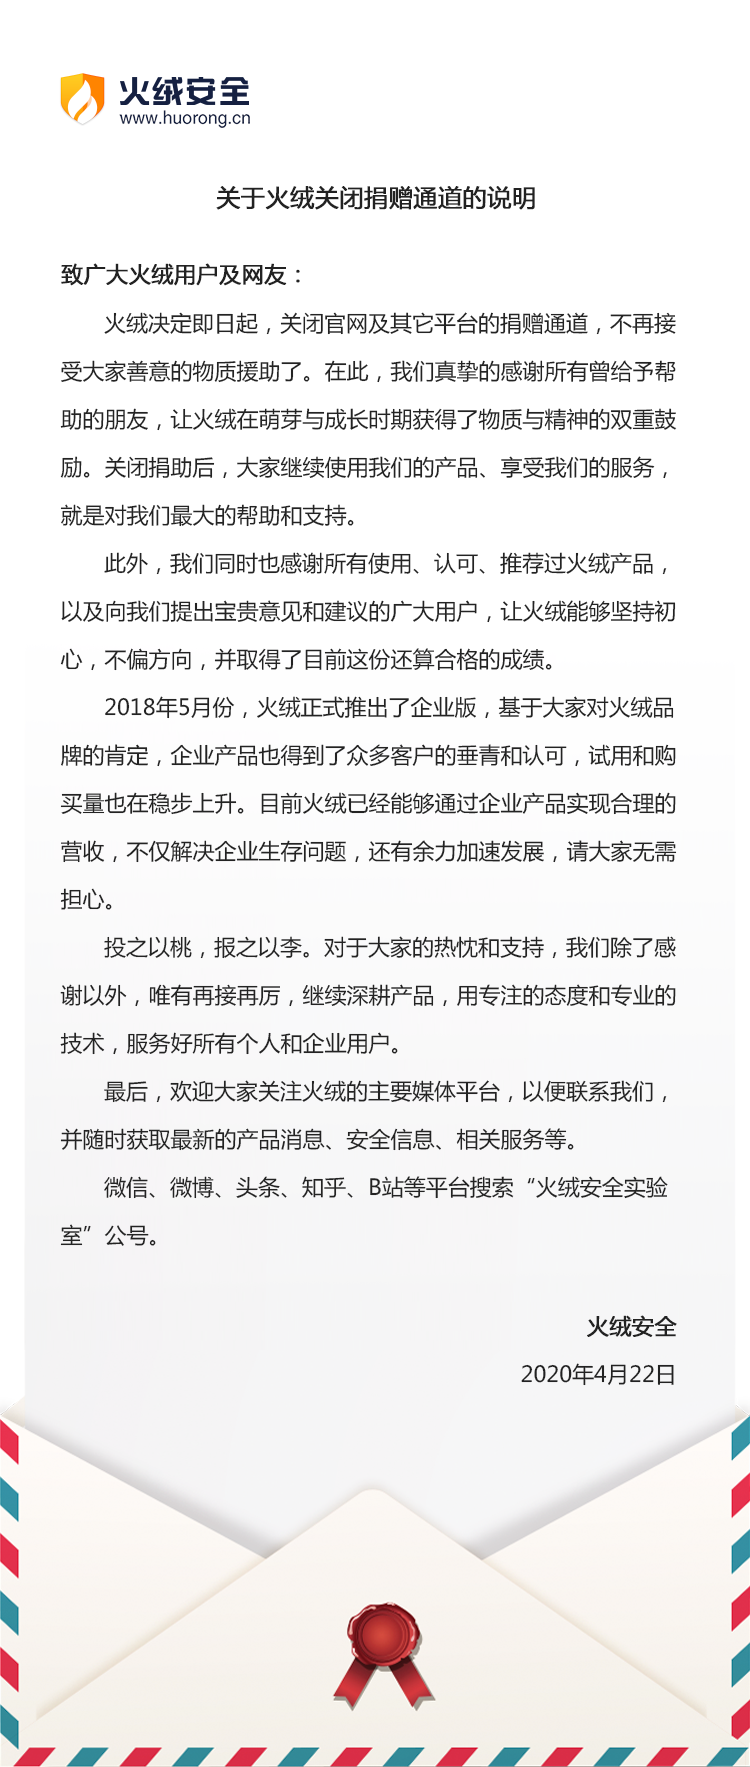 火绒安全
www.huorong.cn
关于火绒关闭捐赠通道的说明
致广大火绒用户及网友：
火绒决定即日起，关闭官网及其它平台的捐赠通道，不再接
受大家善意的物质援助了。在此，我们真挚的感谢所有曾给予帮
助的朋友，让火绒在萌芽与成长时期获得了物质与精神的双重鼓
励。关闭捐助后，大家继续使用我们的产品、享受我们的服务，
就是对我们最大的帮助和支持。
此外，我们同时也感谢所有使用、认可、推荐过火绒产品，
以及向我们提出宝贵意见和建议的广大用户，让火绒能够坚持初
心，不偏方向，并取得了目前这份还算合格的成绩。
2018年5月份，火绒正式推出了企业版，基于大家对火绒品
牌的肯定，企业产品也得到了众多客户的垂青和认可，试用和购
买量也在稳步上升。目前火绒已经能够通过企业产品实现合理的
营收，不仅解决企业生存问题，还有余力加速发展，请大家无需
担心。
投之以桃，报之以李。对于大家的热忱和支持，我们除了感
谢以外，唯有再接再厉，继续深耕产品，用专注的态度和专业的
技术，服务好所有个人和企业用户。
最后，欢迎大家关注火绒的主要媒体平台，以便联系我们，
并随时获取最新的产品消息、安全信息、相关服务等。
微信、微博、头条、知乎、B站等平台搜索“火绒安全实验
室”公号。
火绒安全
2020年4月22日